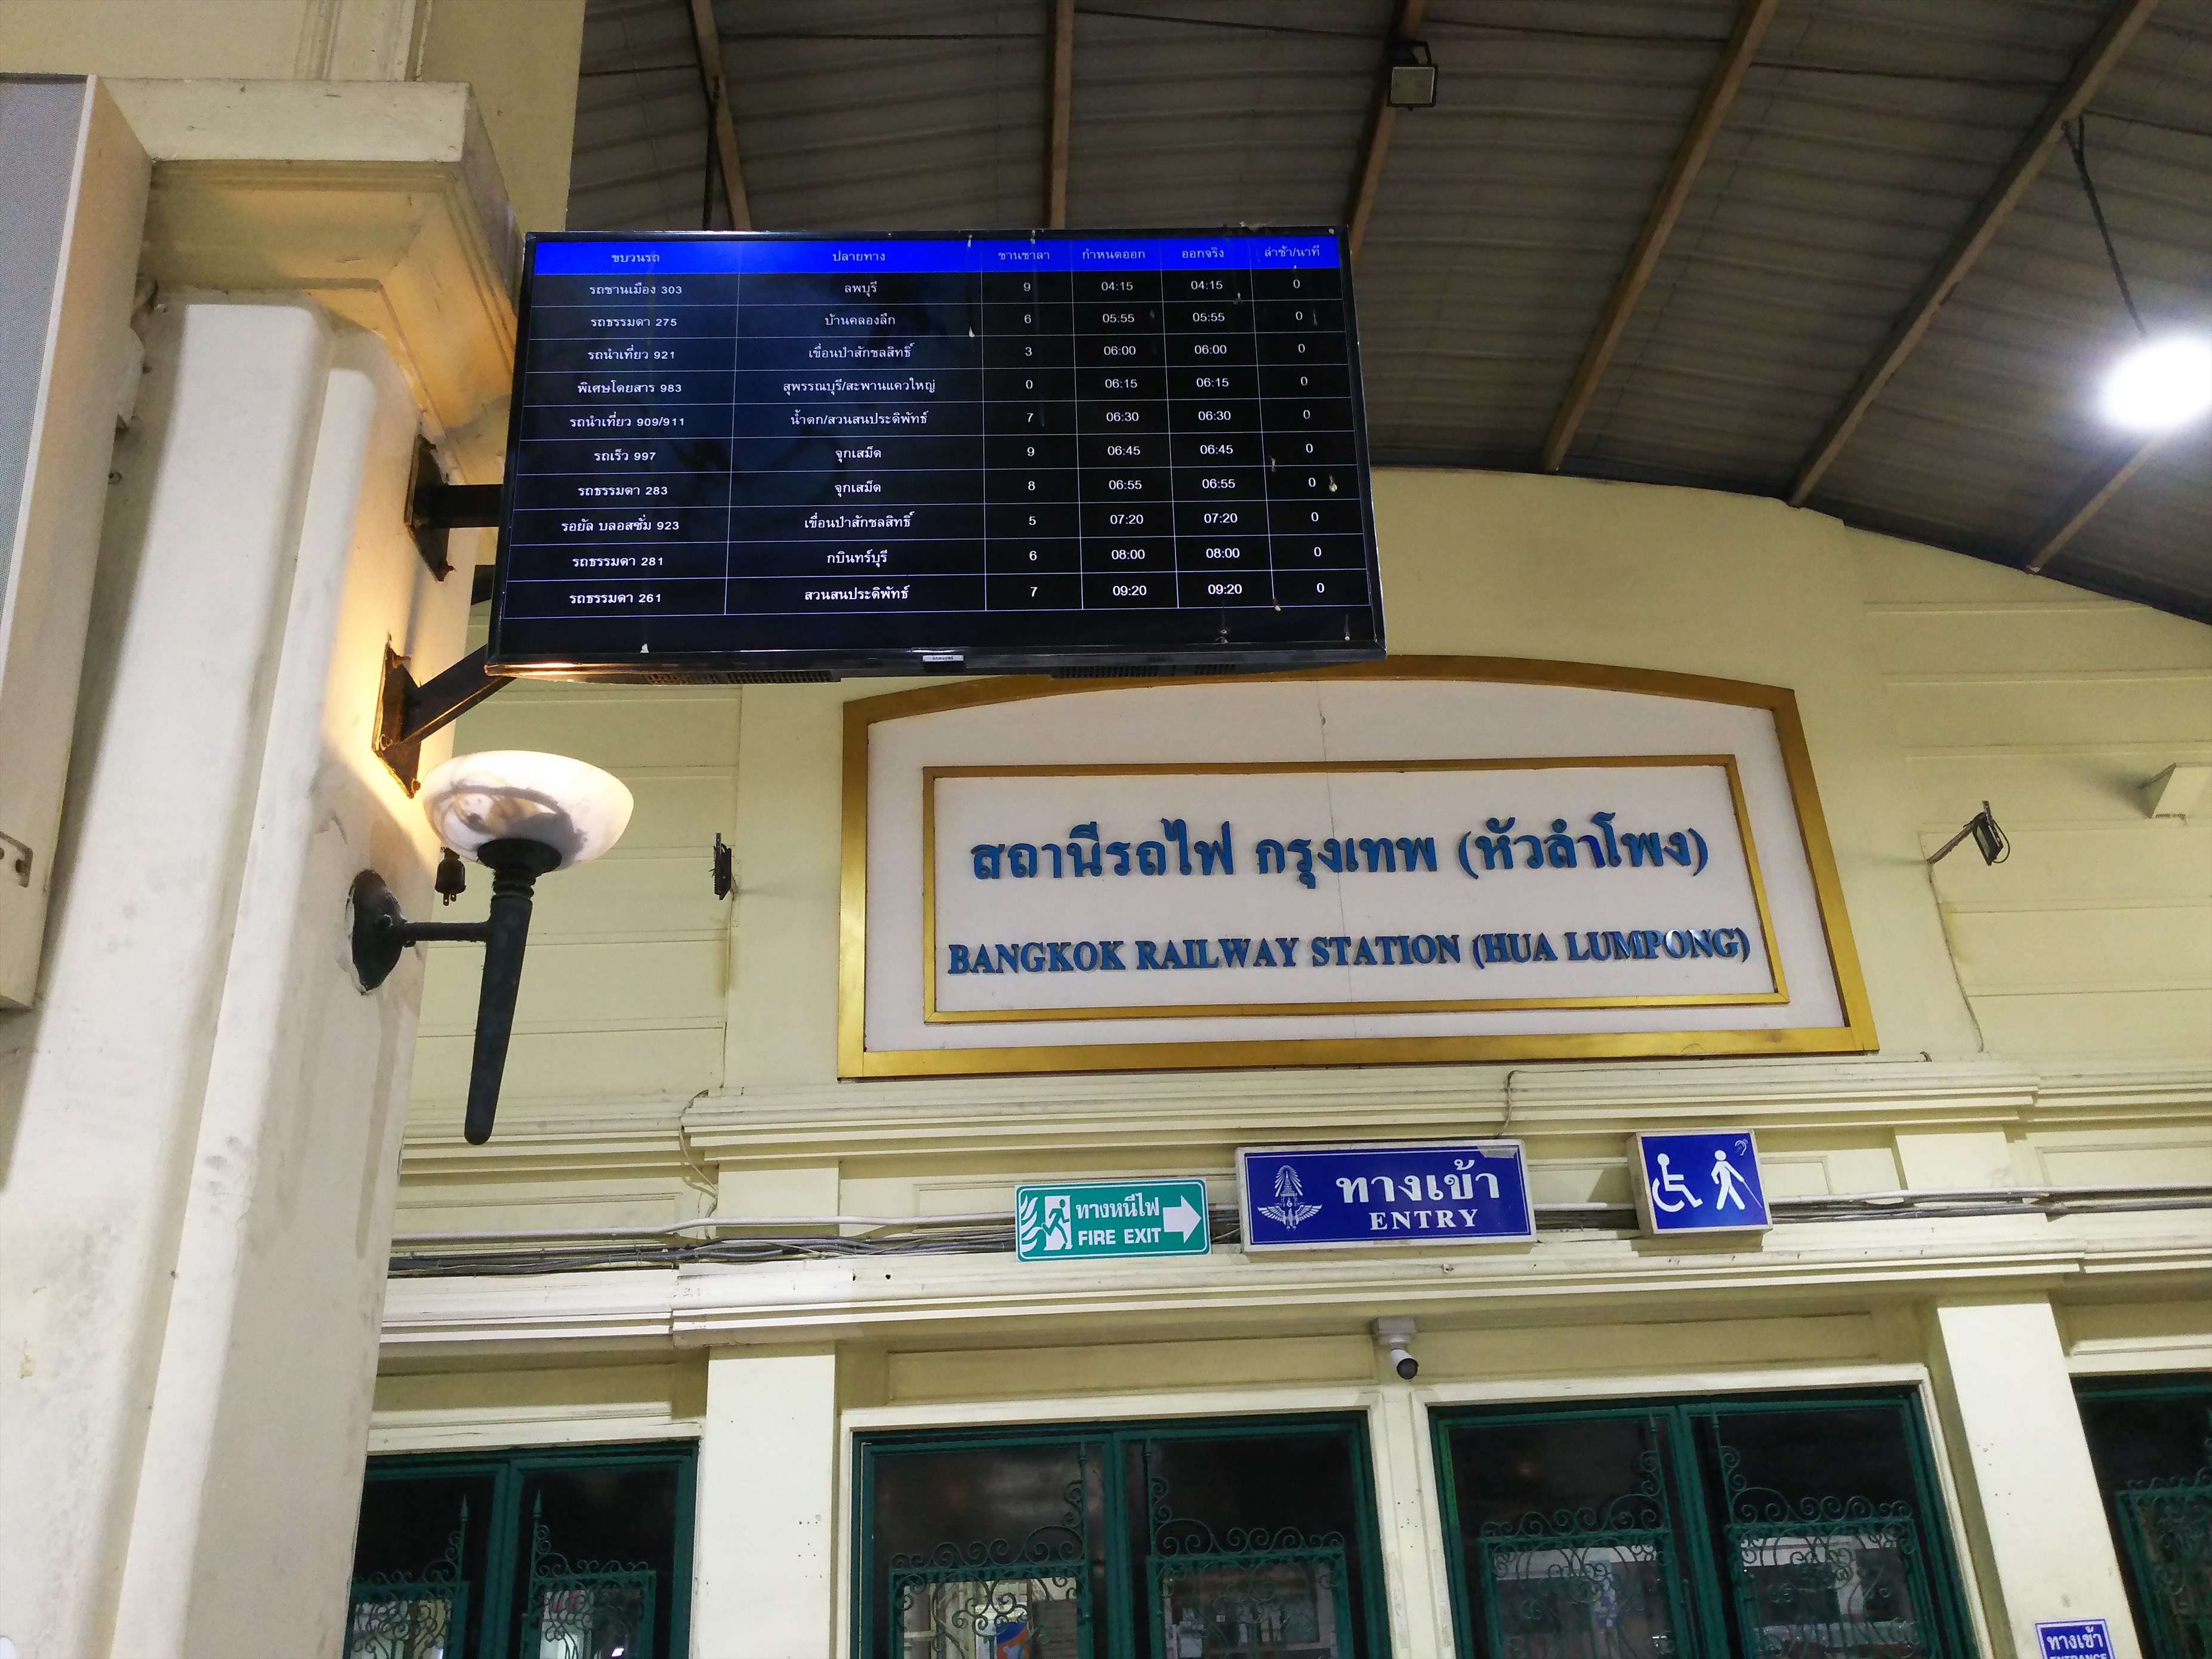 ขบวนรถ ปลายทาง ชานชาลา กำหนดออก ออกจริง ล่าช้า/นาที
รถชานเมือง 303 ลพบุรี 9 04:15 04:15 0
รถธรรมดา 275 บ้านคลองลึก 6 05:55 05:55 0
รถนำเที่ยว 921 เขื่อนป่าสักชลสิทธิ์ 3 06:00 06:00 0
พิเศษโดยสาร 983 สุพรรณบุรี/สะพานแควใหญ่ 0 06:15 06:15 0
รถนำเที่ยว 909/911 น้ำตก/สวนสนประดิพัทธ์ 7 06:30 06:30 0
รถเร็ว 997 จุกเสม็ด 9 06:45 06:45 0
รถธรรมดา 283 จุกเสม็ด 8 06:55 06:55 0
รอยัล บลอสซั่ม 923 เขื่อนป่าสักชลสิทธิ์ 5 07:20 07:20 0
รถธรรมดา 281 กบินทร์บุรี 6 08:00 08:00 0
รถธรรมดา 261 สวนสนประดิพัทธ์ 7 09:20 09:20 0
SAMSUNG
สถานีรถไฟ กรุงเทพ (หัวลำโพง)
BANGKOK RAILWAY STATION (HUA LUMPONG)
ทางหนีไฟ
FIRE EXIT
ทางเข้า
ENTRY
ทางเข้า
ENTRANCE